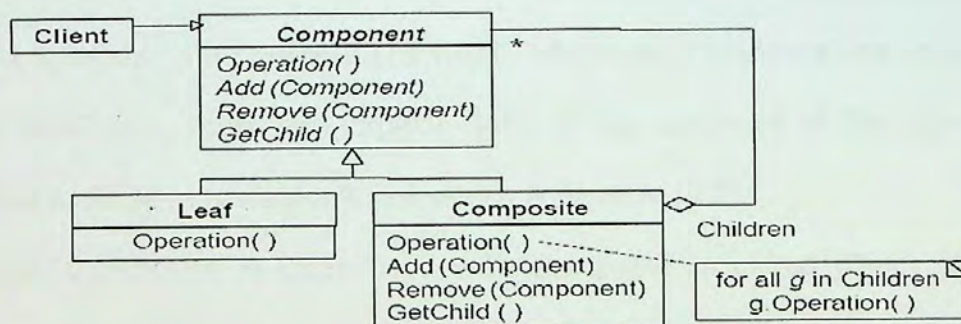 Client
Component
*
Operation( )
Add (Component)
Remove (Component)
GetChild ( )
Leaf
Operation( )
Composite
Children
Operation( )
Add (Component)
Remove (Component)
GetChild ( )
for all g in Children
g.Operation( )